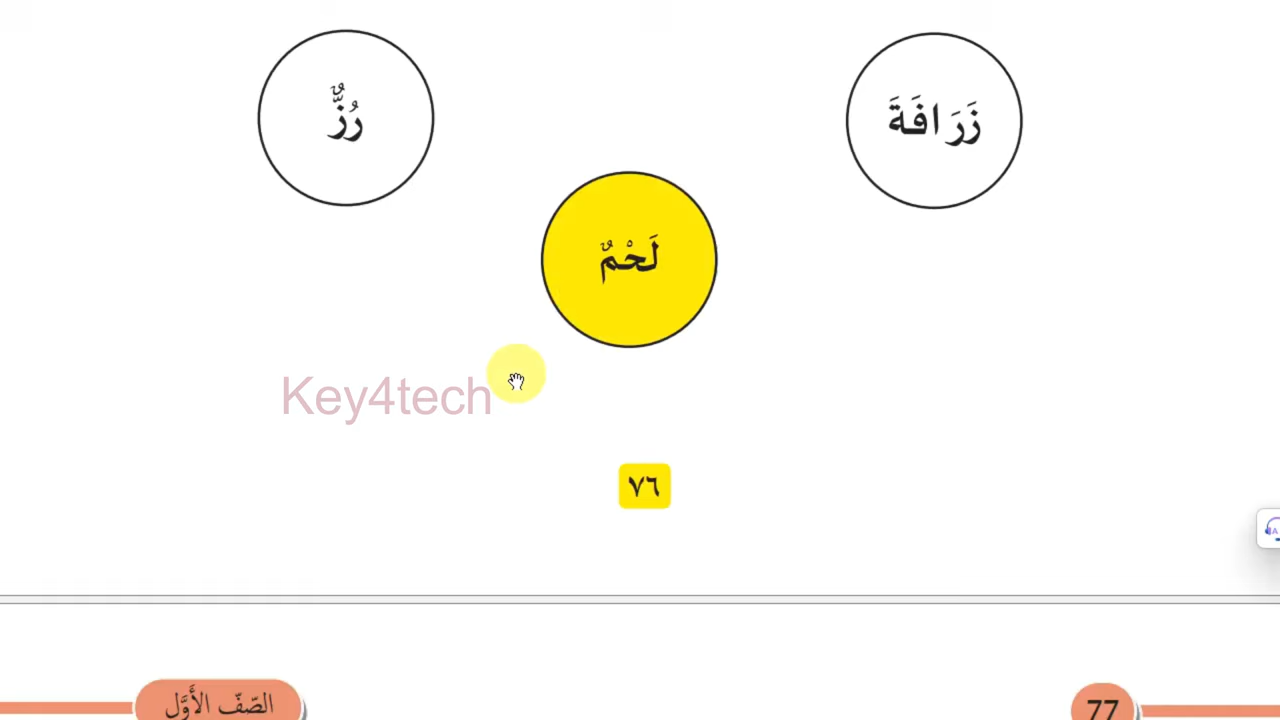 زَرَافَةَ
رُزٌّ
لَحْمٌ
Key4tech
٧٦
الصّفّ الأَوَّل
77